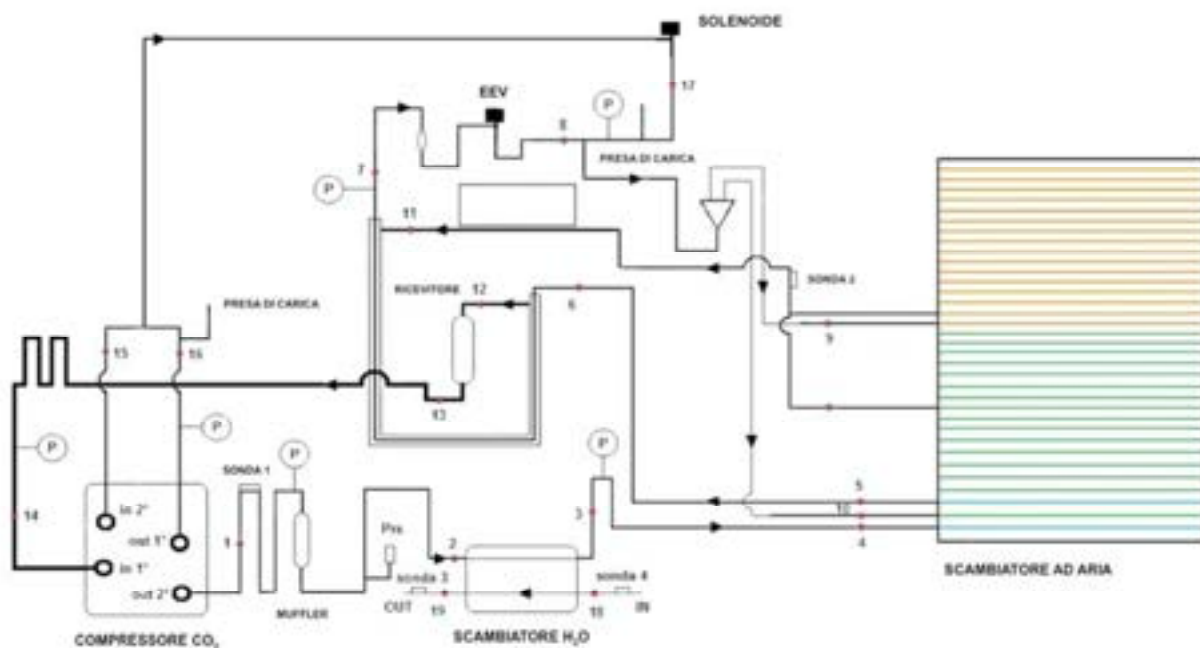 SOLENOIDE
17
EEV
P
8
PRESA DI CARICA
7
P
11
SONDA 2
RICEVITORE
12
6
PRESA DI CARICA
9
15
16
13
P
P
P
P
SONDA 1
5
10
4
14
in 2°
out 1°
in 1°
out 2°
1
3
2
sonda 3
sonda 4
OUT
19
18
IN
MUFFLER
SCAMBIATORE AD ARIA
COMPRESSORE CO₂
SCAMBIATORE H₂O